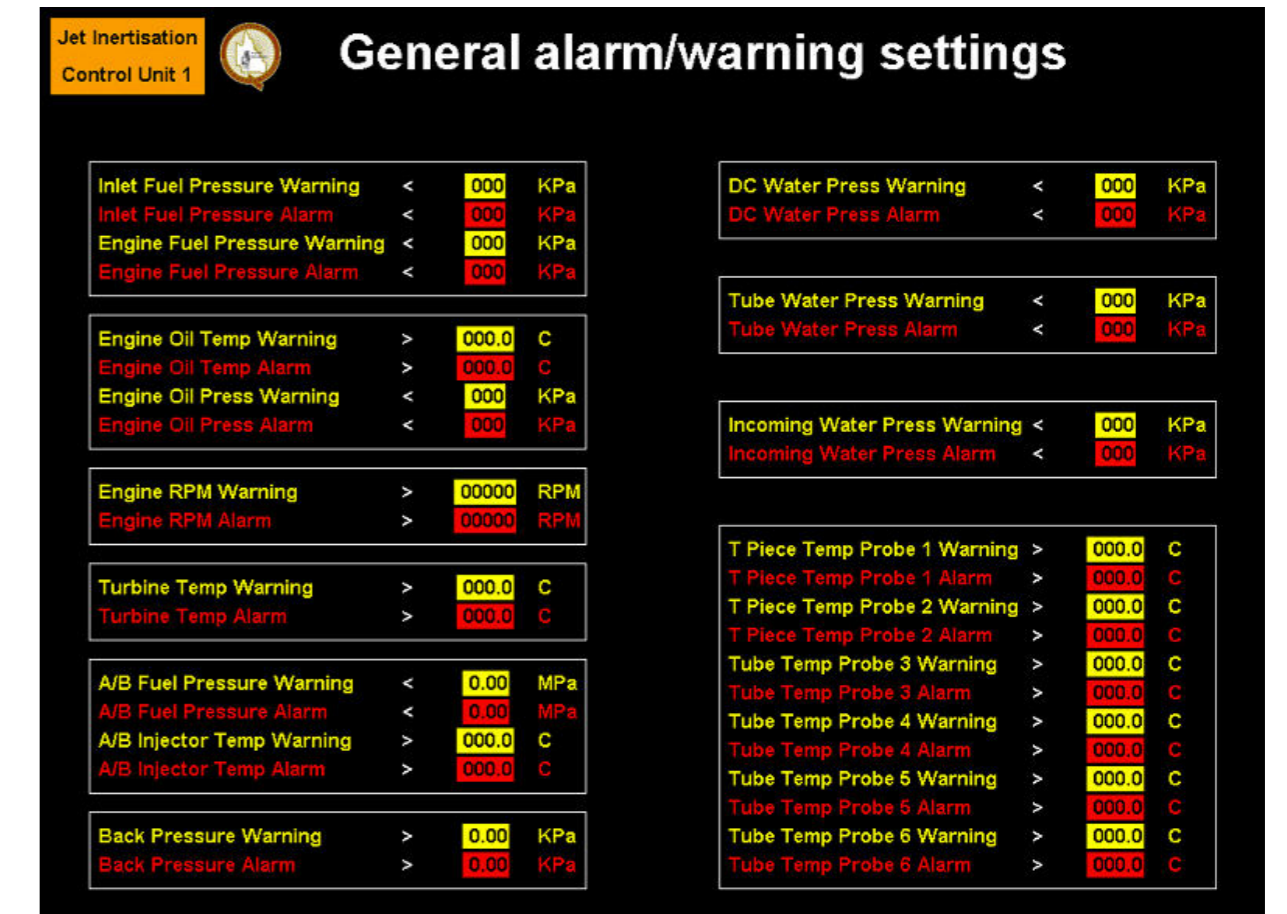 Jet Inertisation
Control Unit 1
General alarm/warning settings
Inlet Fuel Pressure Warning < 000 KPa
Inlet Fuel Pressure Alarm < 000 KPa
Engine Fuel Pressure Warning < 000 KPa
Engine Fuel Pressure Alarm < 000 KPa
Engine Oil Temp Warning > 000.0 C
Engine Oil Temp Alarm > 000.0 C
Engine Oil Press Warning < 000 KPa
Engine Oil Press Alarm < 000 KPa
Engine RPM Warning > 00000 RPM
Engine RPM Alarm > 00000 RPM
Turbine Temp Warning > 000.0 C
Turbine Temp Alarm > 000.0 C
A/B Fuel Pressure Warning < 0.00 MPa
A/B Fuel Pressure Alarm < 0.00 MPa
A/B Injector Temp Warning > 000.0 C
A/B Injector Temp Alarm > 000.0 C
Back Pressure Warning > 0.00 KPa
Back Pressure Alarm > 0.00 KPa
DC Water Press Warning < 000 KPa
DC Water Press Alarm < 000 KPa
Tube Water Press Warning < 000 KPa
Tube Water Press Alarm < 000 KPa
Incoming Water Press Warning < 000 KPa
Incoming Water Press Alarm < 000 KPa
T Piece Temp Probe 1 Warning > 000.0 C
T Piece Temp Probe 1 Alarm > 000.0 C
T Piece Temp Probe 2 Warning > 000.0 C
T Piece Temp Probe 2 Alarm > 000.0 C
Tube Temp Probe 3 Warning > 000.0 C
Tube Temp Probe 3 Alarm > 000.0 C
Tube Temp Probe 4 Warning > 000.0 C
Tube Temp Probe 4 Alarm > 000.0 C
Tube Temp Probe 5 Warning > 000.0 C
Tube Temp Probe 5 Alarm > 000.0 C
Tube Temp Probe 6 Warning > 000.0 C
Tube Temp Probe 6 Alarm > 000.0 C